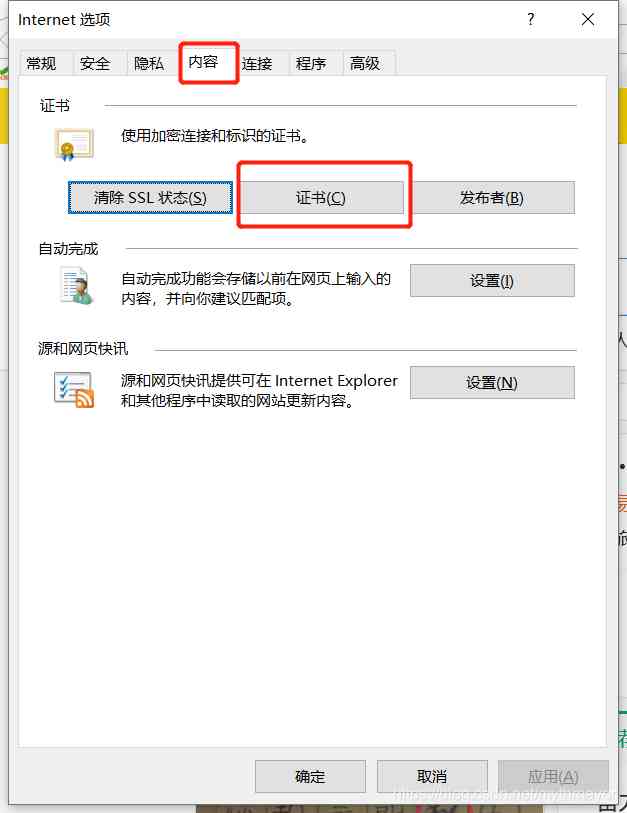 Internet 选项
常规 安全 隐私 内容 连接 程序 高级
证书
使用加密连接和标识的证书。
清除 SSL 状态(S) 证书(C) 发布者(B)
自动完成
自动完成功能会存储以前在网页上输入的 设置(I)
内容，并向你建议匹配项。
源和网页快讯
源和网页快讯提供可在 Internet Explorer 设置(N)
和其他程序中读取的网站更新内容。
确定 取消 应用(A)